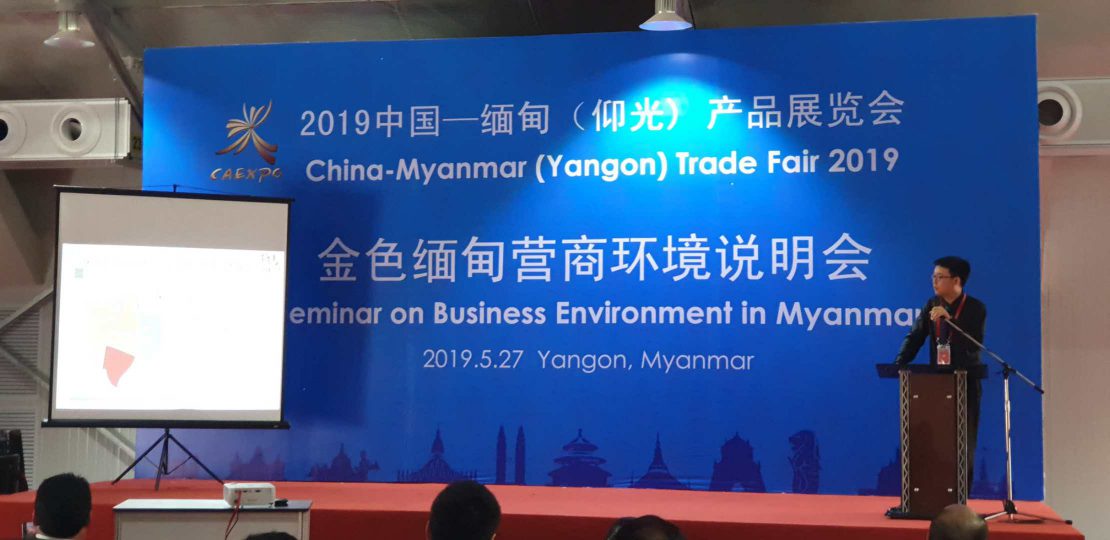 2019中国—缅甸（仰光）产品展览会
CAEXPO
China-Myanmar (Yangon) Trade Fair 2019
金色缅甸营商环境说明会
eminar on Business Environment in Myanmar
2019.5.27 Yangon, Myanmar